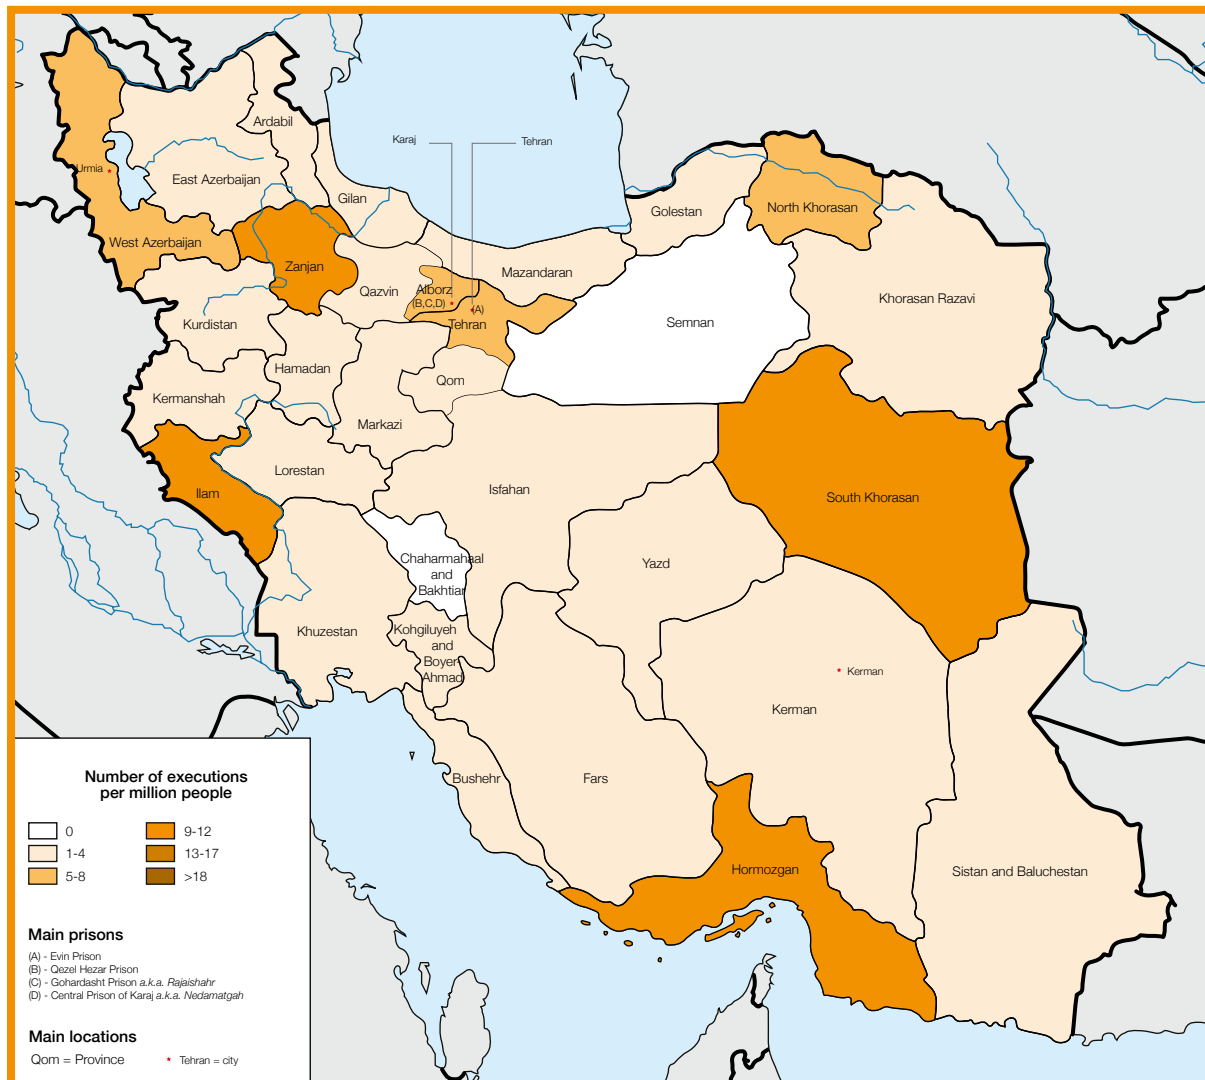 Ardabil
Karaj
Tehran
Urmia
East Azerbaijan
Gilan
Golestan
North Khorasan
West Azerbaijan
Zanjan
Mazandaran
Qazvin
Alborz
(B,C,D)
(A)
Tehran
Khorasan Razavi
Kurdistan
Semnan
Hamadan
Qom
Kermanshah
Markazi
Lorestan
Isfahan
Ilam
South Khorasan
Chaharmahaal
and
Bakhtiar
Yazd
Khuzestan
Kohgiluyeh
and
Boyer-
Ahmad
Kerman
Kerman
Bushehr
Fars
Hormozgan
Sistan and Baluchestan
Number of executions
per million people
0
9-12
1-4
13-17
5-8
>18
Main prisons
(A) - Evin Prison
(B) - Qezel Hezar Prison
(C) - Gohardasht Prison a.k.a. Rajaishahr
(D) - Central Prison of Karaj a.k.a. Nedamatgah
Main locations
Qom = Province
* Tehran = city